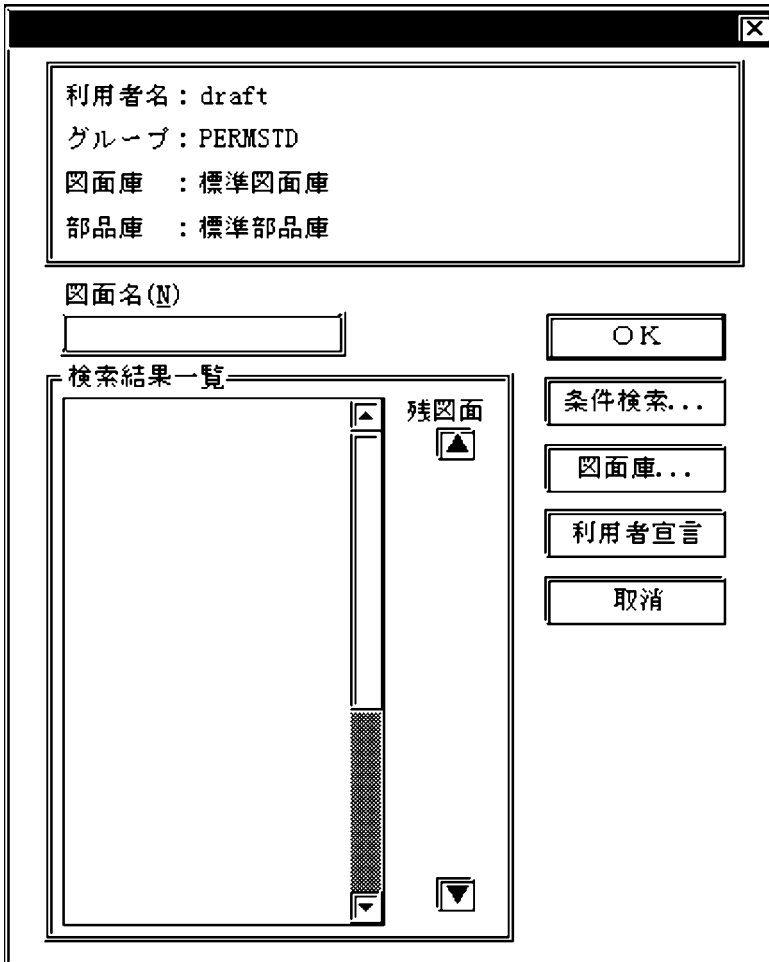 利用者名：draft
グループ：PERMSTD
図面庫　：標準図面庫
部品庫　：標準部品庫
図面名(N)
OK
検索結果一覧
残図面
条件検索...
図面庫...
利用者宣言
取消